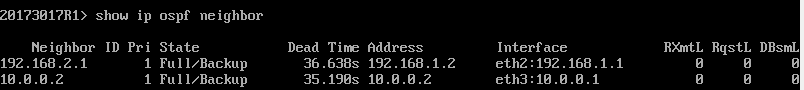 20173017R1> show ip ospf neighbor
Neighbor ID Pri State Dead Time Address Interface RXmtL RqstL DBsmL
192.168.2.1 1 Full/Backup 36.638s 192.168.1.2 eth2:192.168.1.1 0 0 0
10.0.0.2 1 Full/Backup 35.190s 10.0.0.2 eth3:10.0.0.1 0 0 0